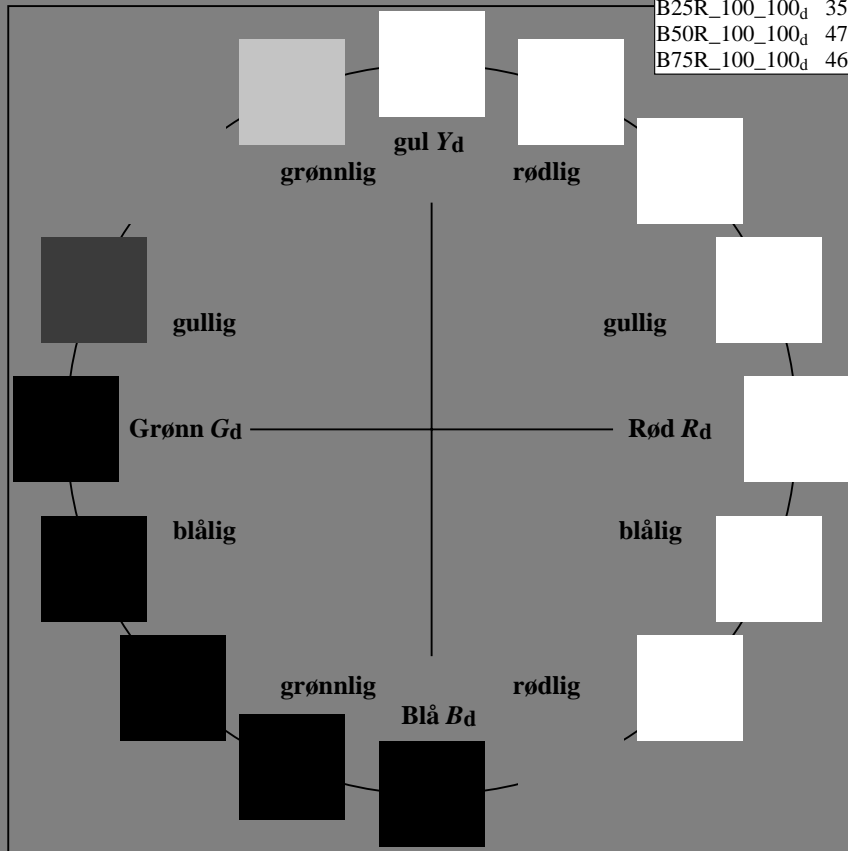 B25R_100_100d 35
B50R_100_100d 47
B75R_100_100d 46
gul Yd
grønnlig rødlig
gullig gullig
Grønn Gd Rød Rd
blålig blålig
grønnlig rødlig
Blå Bd